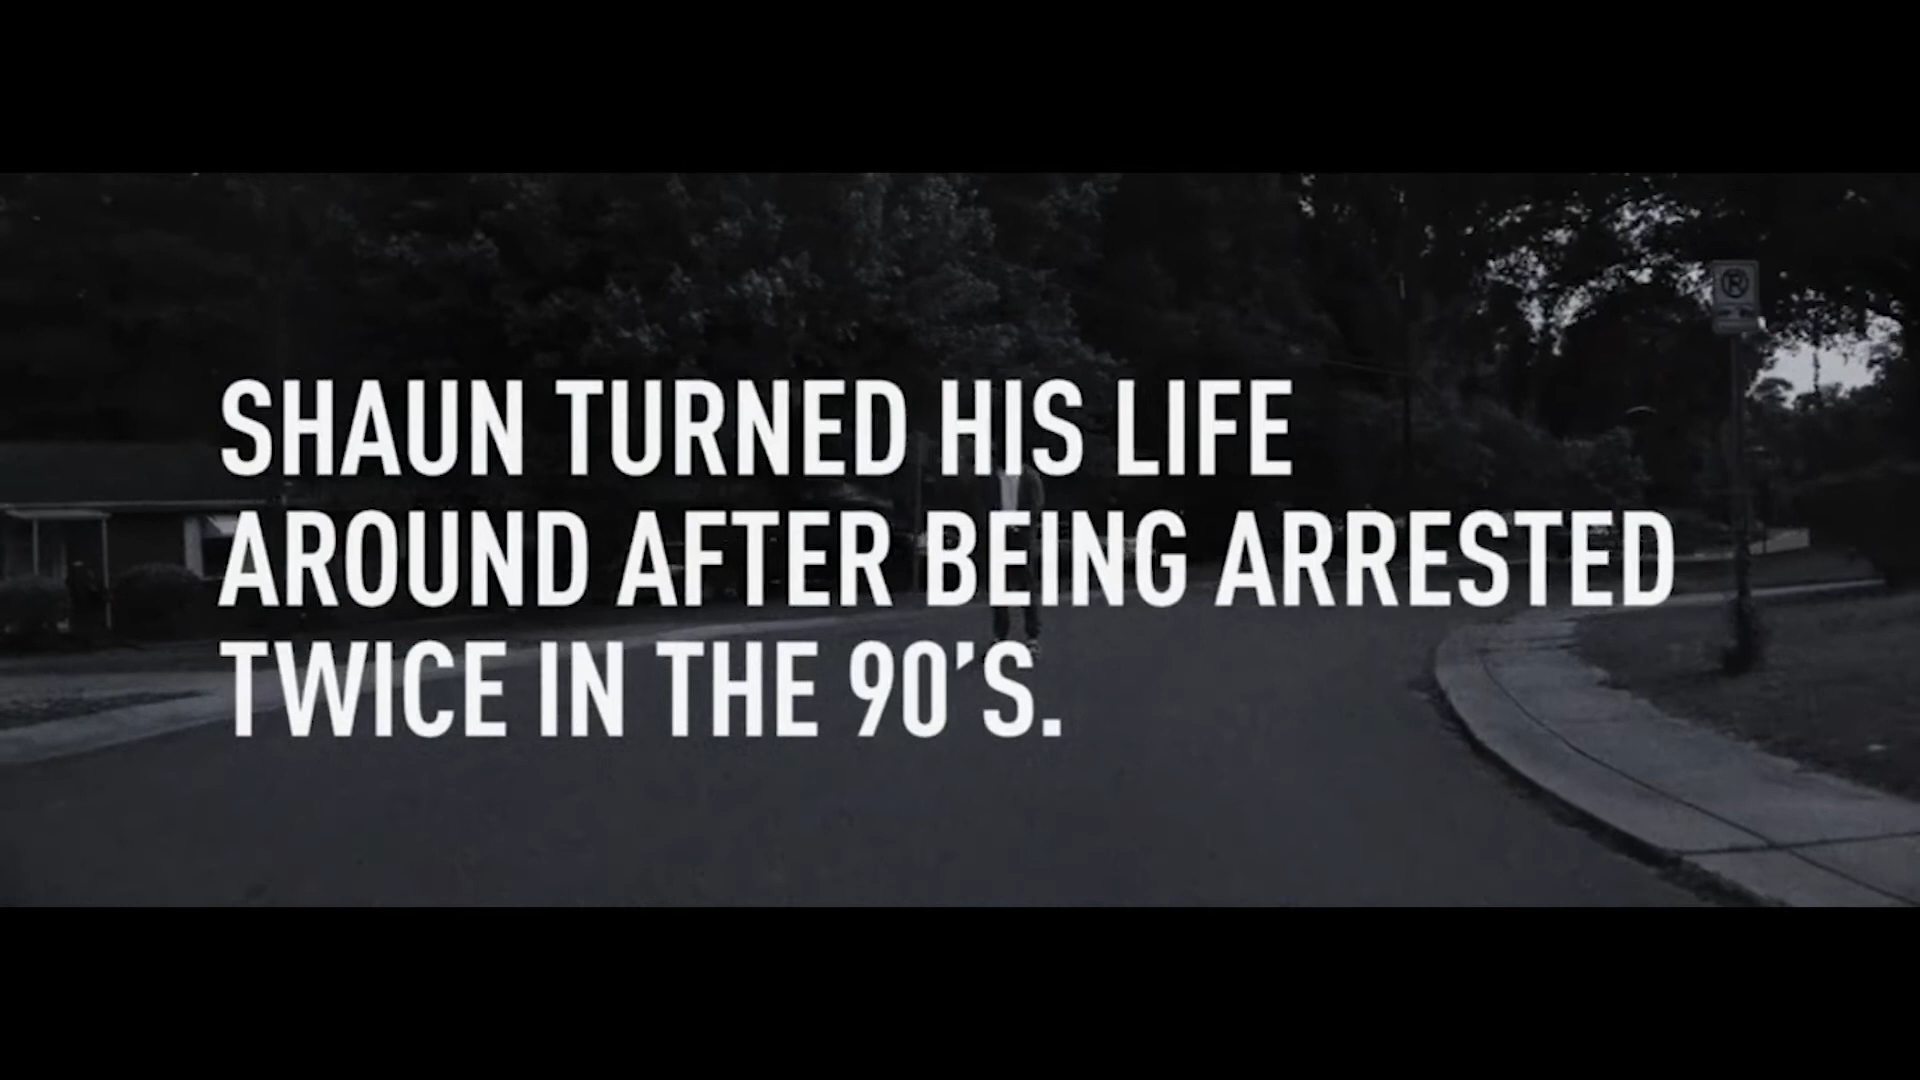 SHAUN TURNED HIS LIFE
AROUND AFTER BEING ARRESTED
TWICE IN THE 90’S.